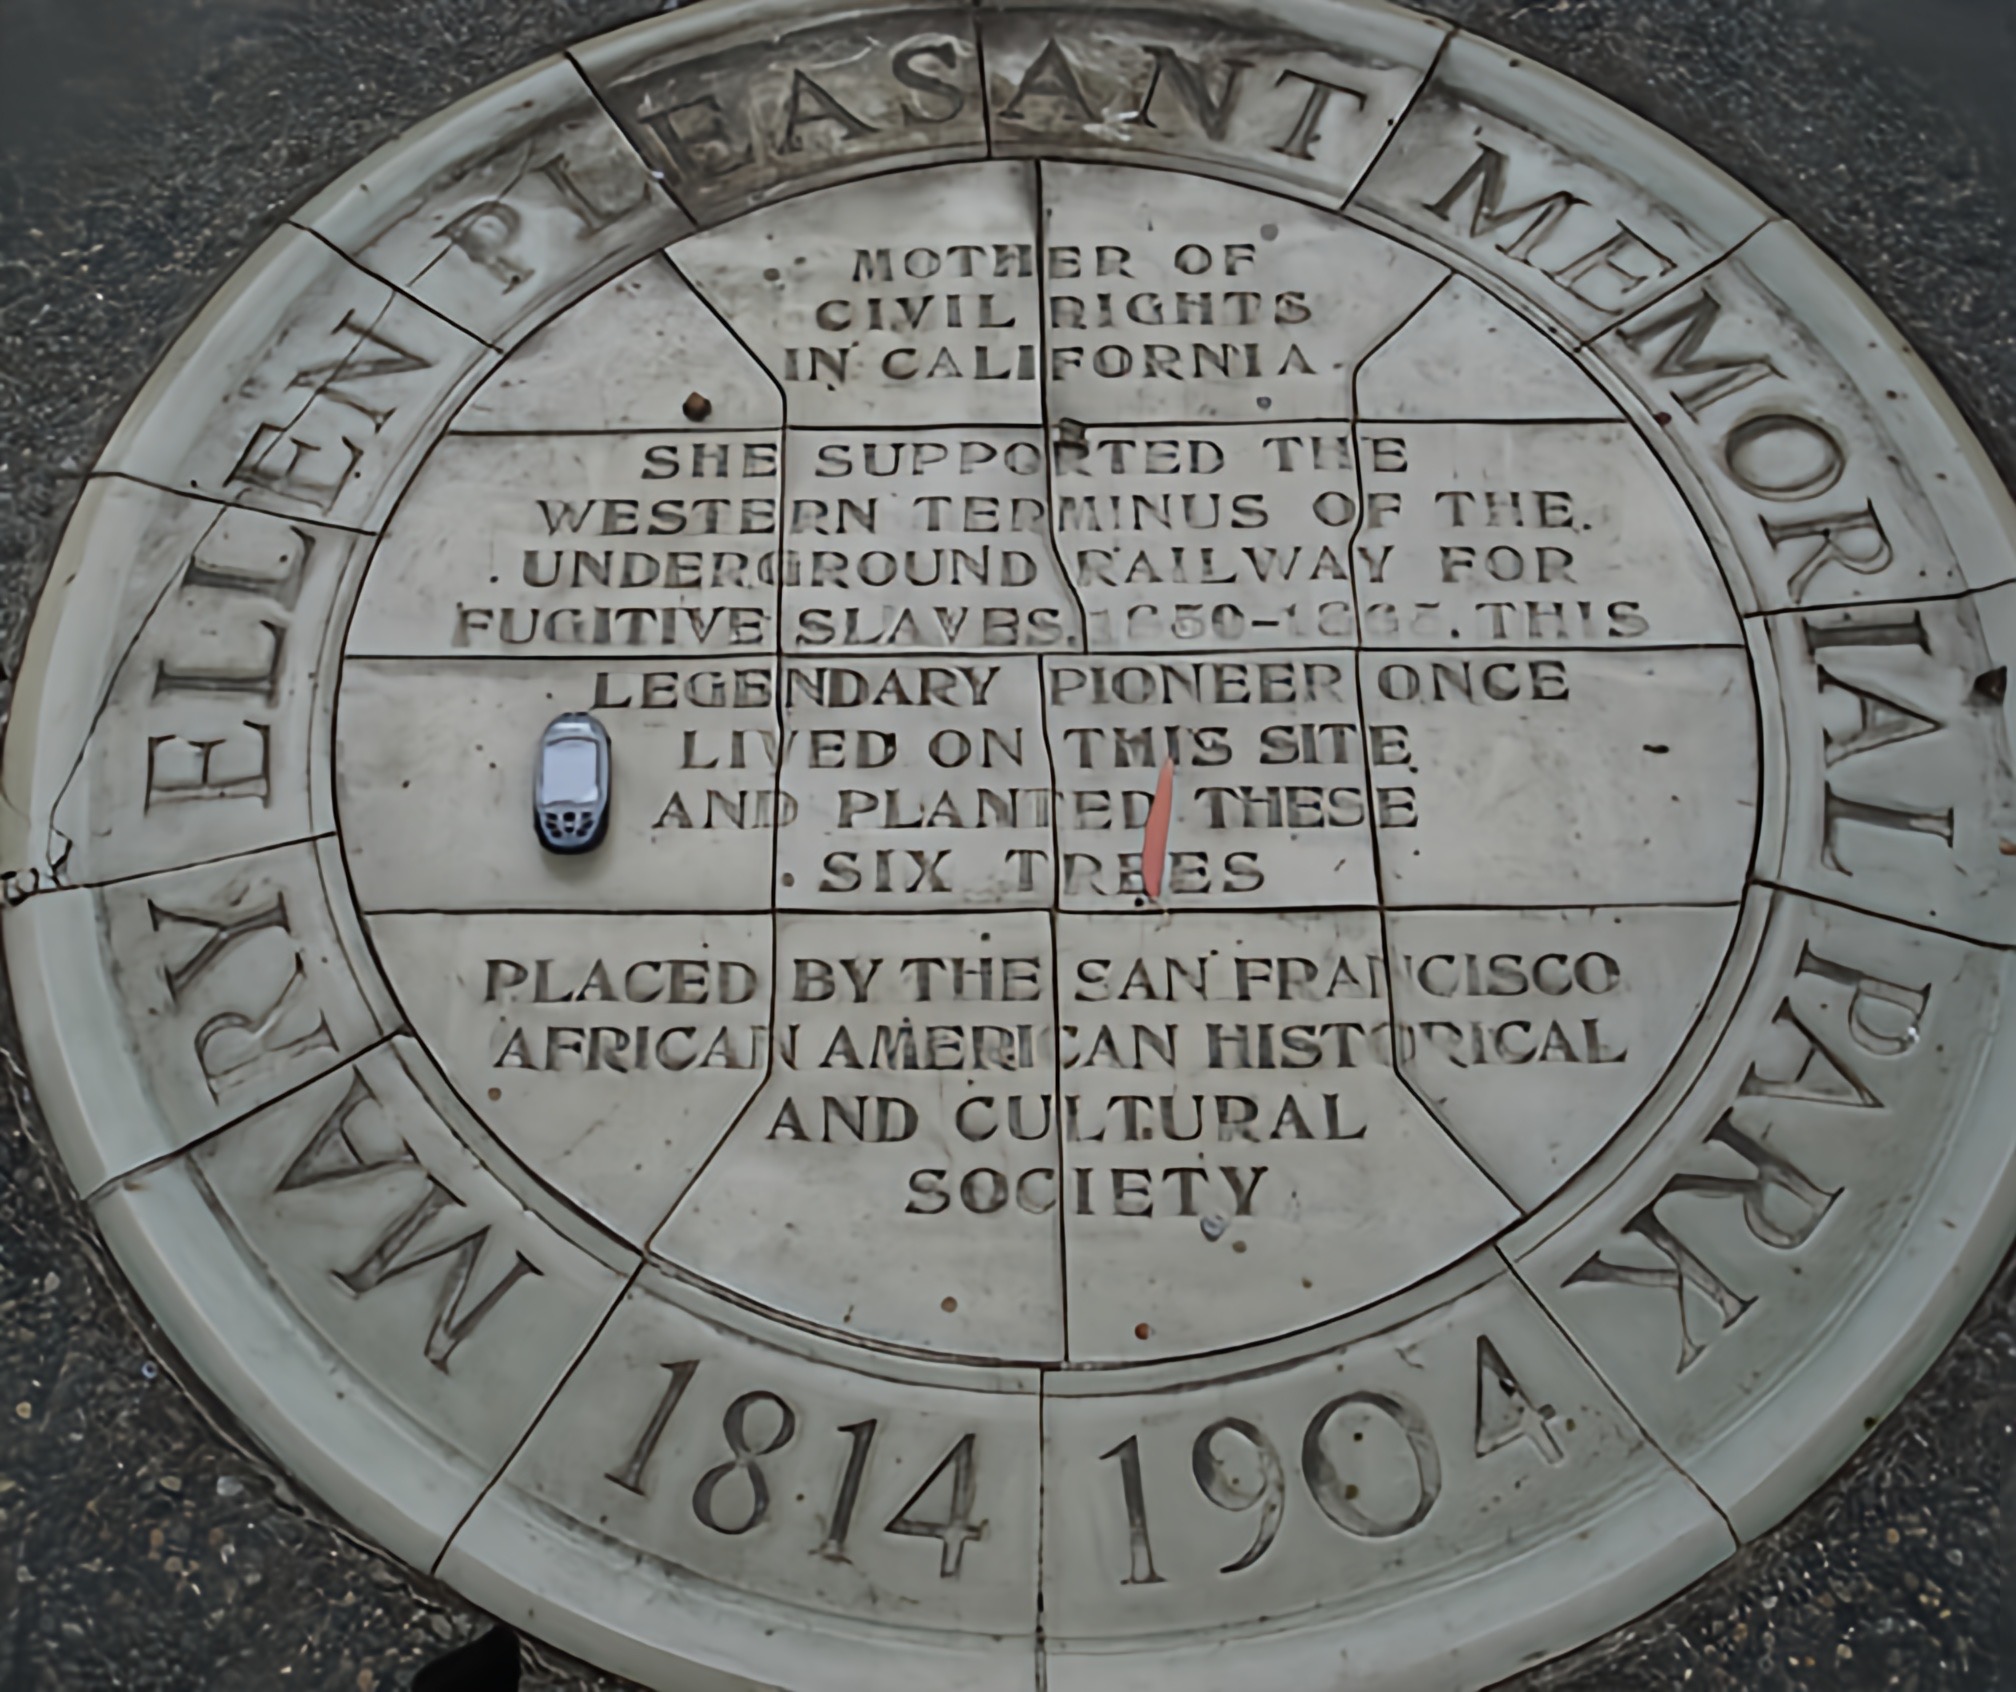 MARY ELLEN PLEASANT MEMORIAL PARK
MOTHER OF
CIVIL RIGHTS
IN CALIFORNIA.
SHE SUPPORTED THE
WESTERN TERMINUS OF THE
UNDERGROUND RAILWAY FOR
FUGITIVE SLAVES. THIS
LEGENDARY PIONEER ONCE
LIVED ON THIS SITE
AND PLANTED THESE
SIX TREES
PLACED BY THE SAN FRANCISCO
AFRICAN AMERICAN HISTORICAL
AND CULTURAL
SOCIETY
1814 1904